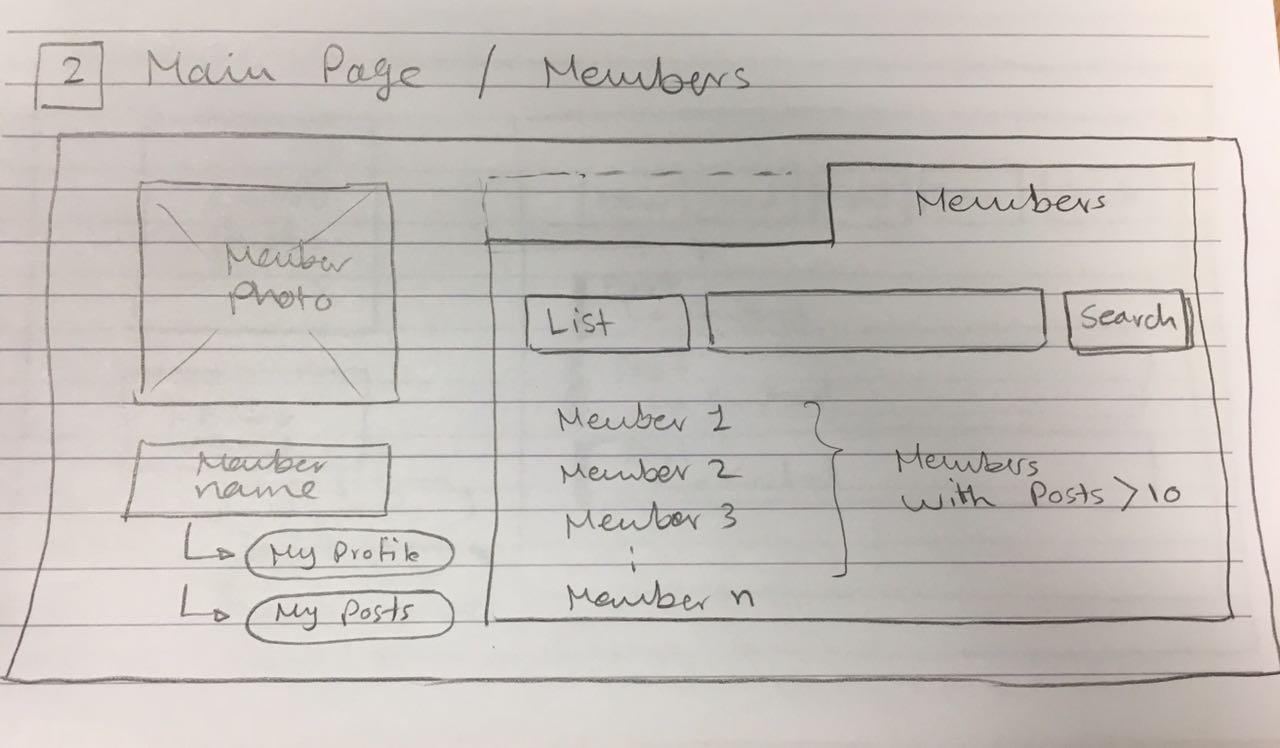 2 Main Page / Members
Member
photo
Member
name
My Profile
My Posts
Members
List
Search
Member 1
Member 2
Member 3
Member n
Members
with Posts > 10